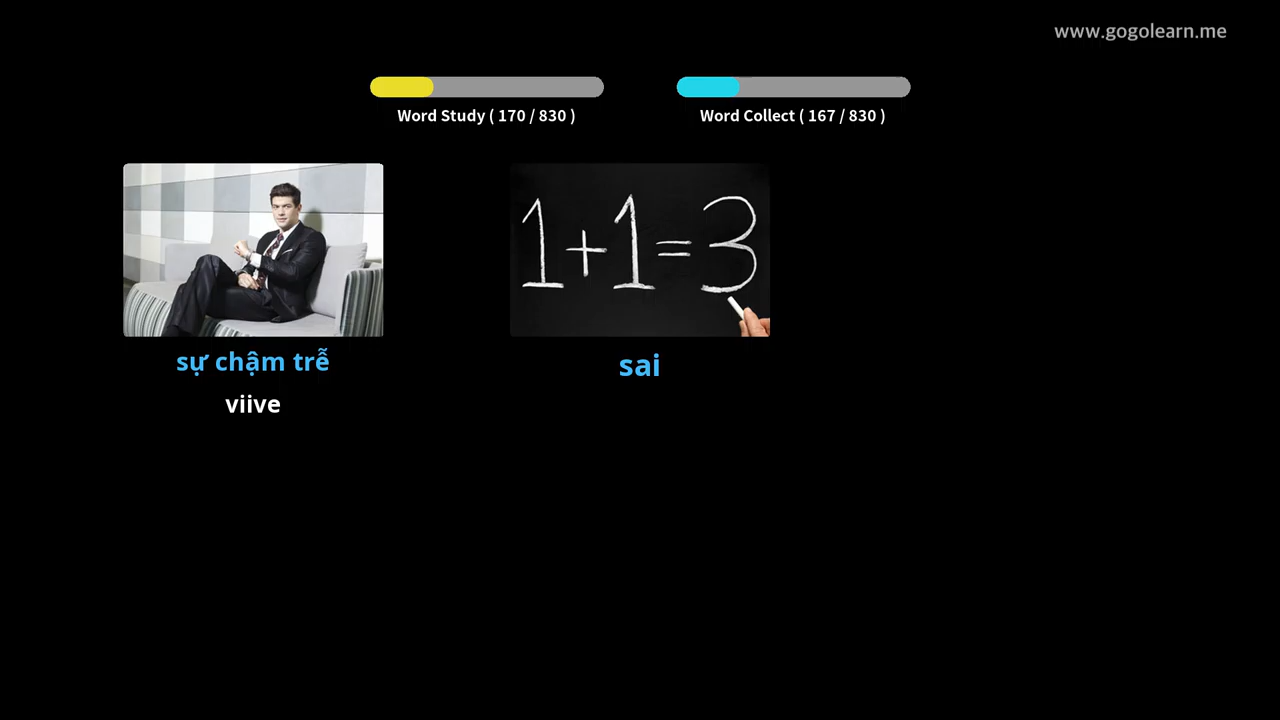 www.gogolearn.me
Word Study ( 170 / 830 )
Word Collect ( 167 / 830 )
1+1=3
sự chậm trễ
sai
viive